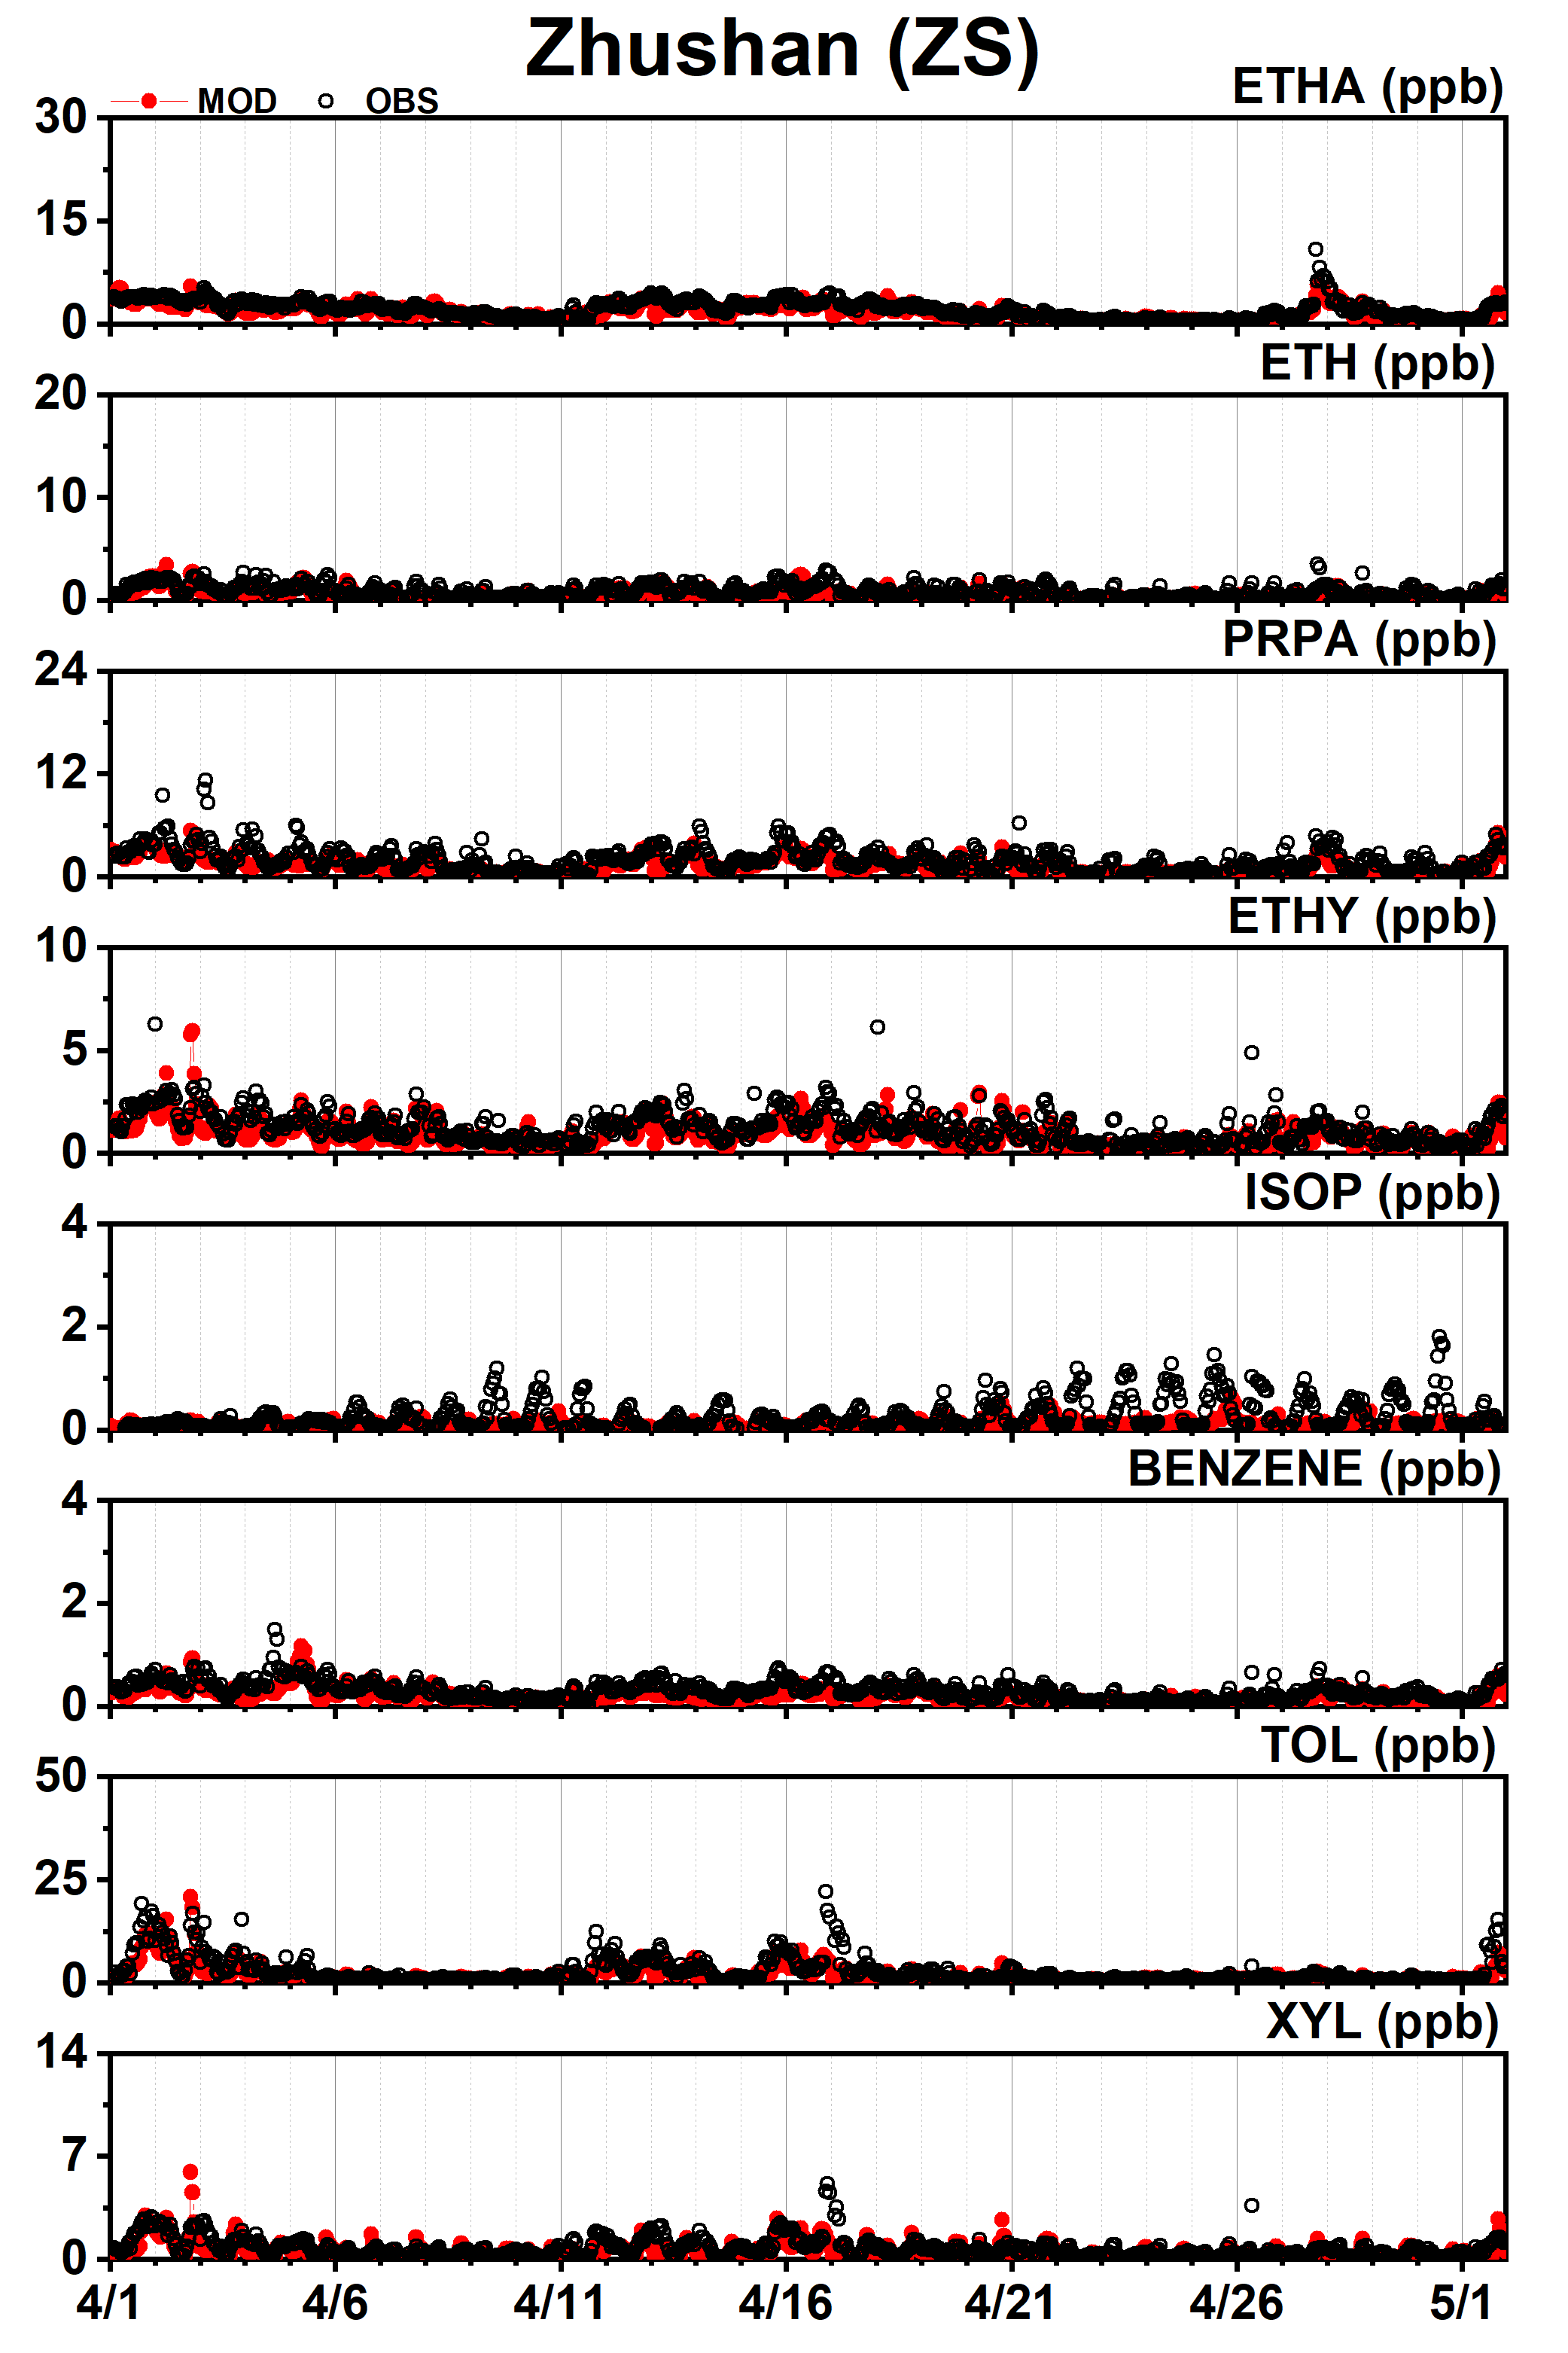 Zhushan (ZS)
MOD OBS
ETHA (ppb)
30
15
0
ETH (ppb)
20
10
0
PRPA (ppb)
24
12
0
ETHY (ppb)
10
5
0
ISOP (ppb)
4
2
0
BENZENE (ppb)
4
2
0
TOL (ppb)
50
25
0
XYL (ppb)
14
7
0
4/1 4/6 4/11 4/16 4/21 4/26 5/1